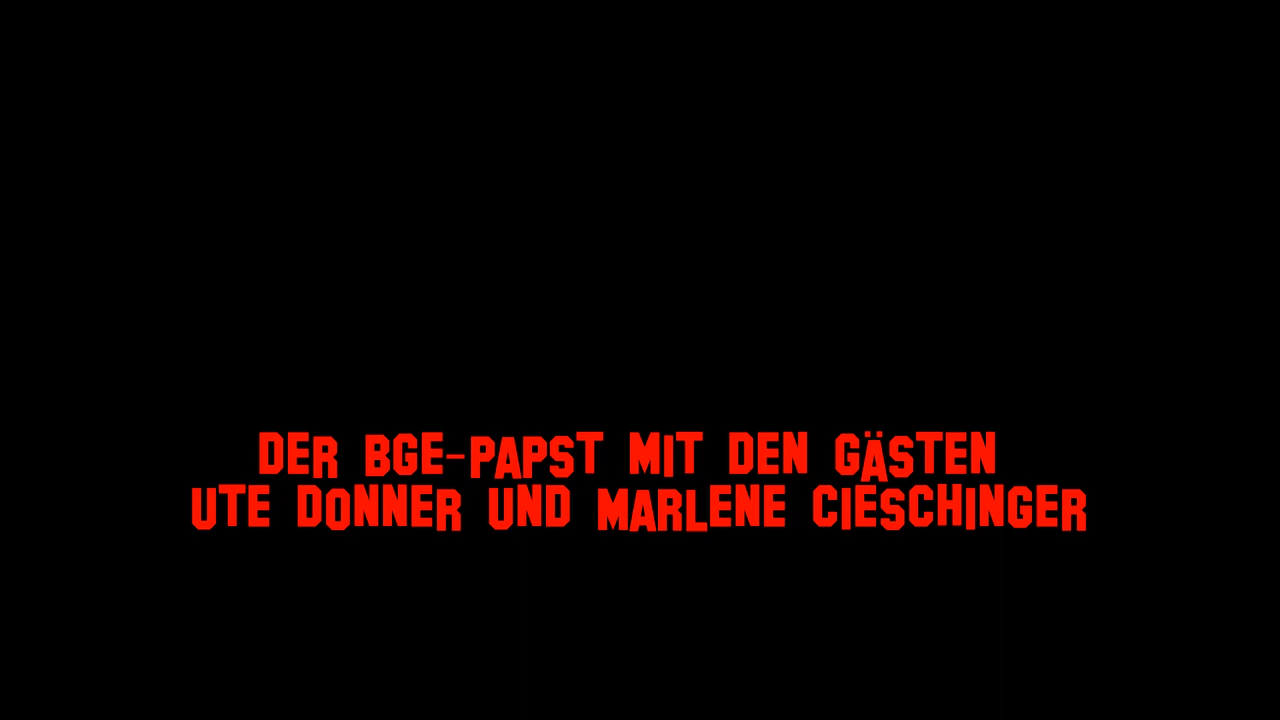 DER BGE-PAPST MIT DEN GÄSTEN
UTE DONNER UND MARLENE CIESCHINGER